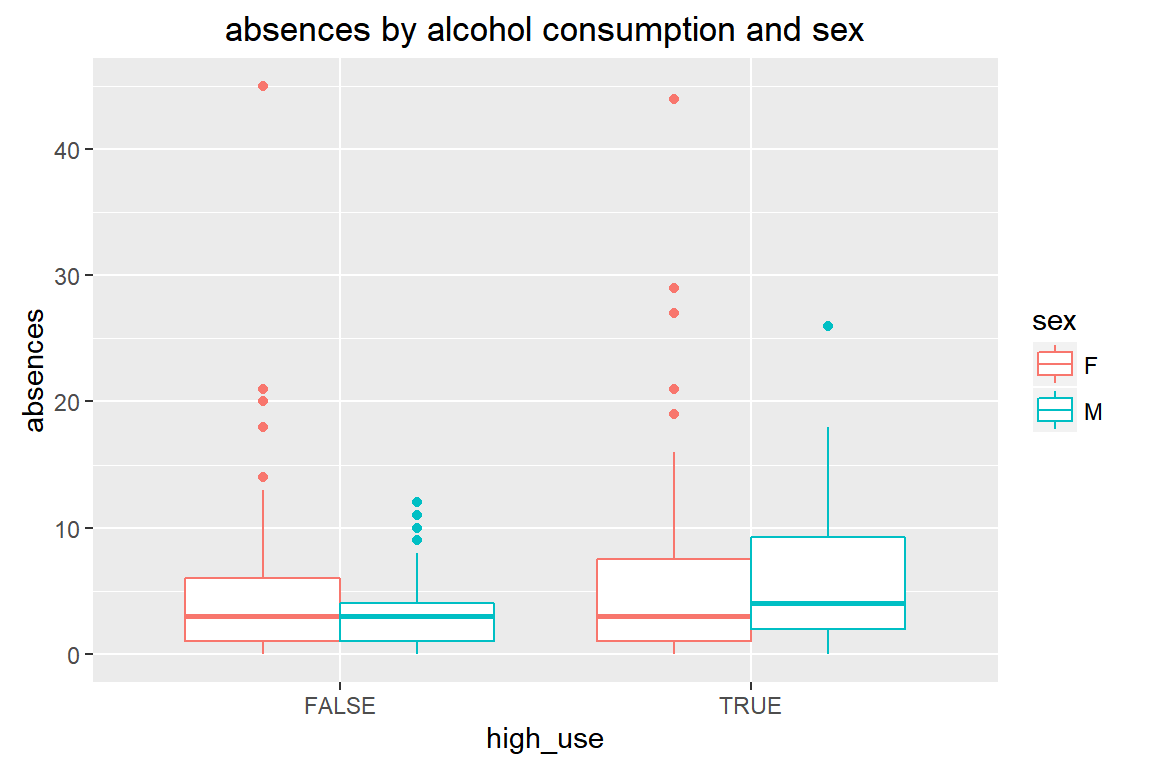 absences by alcohol consumption and sex
absences
40
30
20
10
0
FALSE TRUE
high_use
sex
F
M